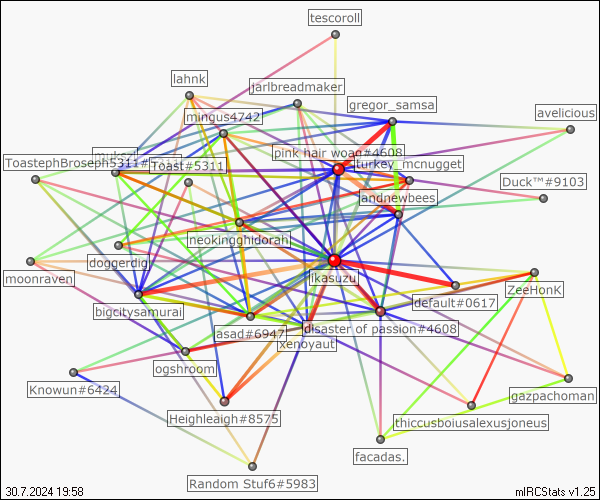 tescoroll
lahnk
jarlbreadmaker
gregor_samsa
mingus4742
avelicious
pink hair woag#4608
ToastephBroseph5311#
Toast#5311
turkey_mcnugget
Duck™#9103
andnewbees
neokingghidorah
doggerdigi
moonraven
ikasuzu
ZeeHonK
default#0617
bigcitysamurai
disaster of passion#4608
asad#6947
xenoyaut
ogshroom
Knowun#6424
gazpachoman
Heighleaigh#8575
thiccusboiusalexusjoneus
facadas.
Random Stuf6#5983
30.7.2024 19:58
mIRCStats v1.25